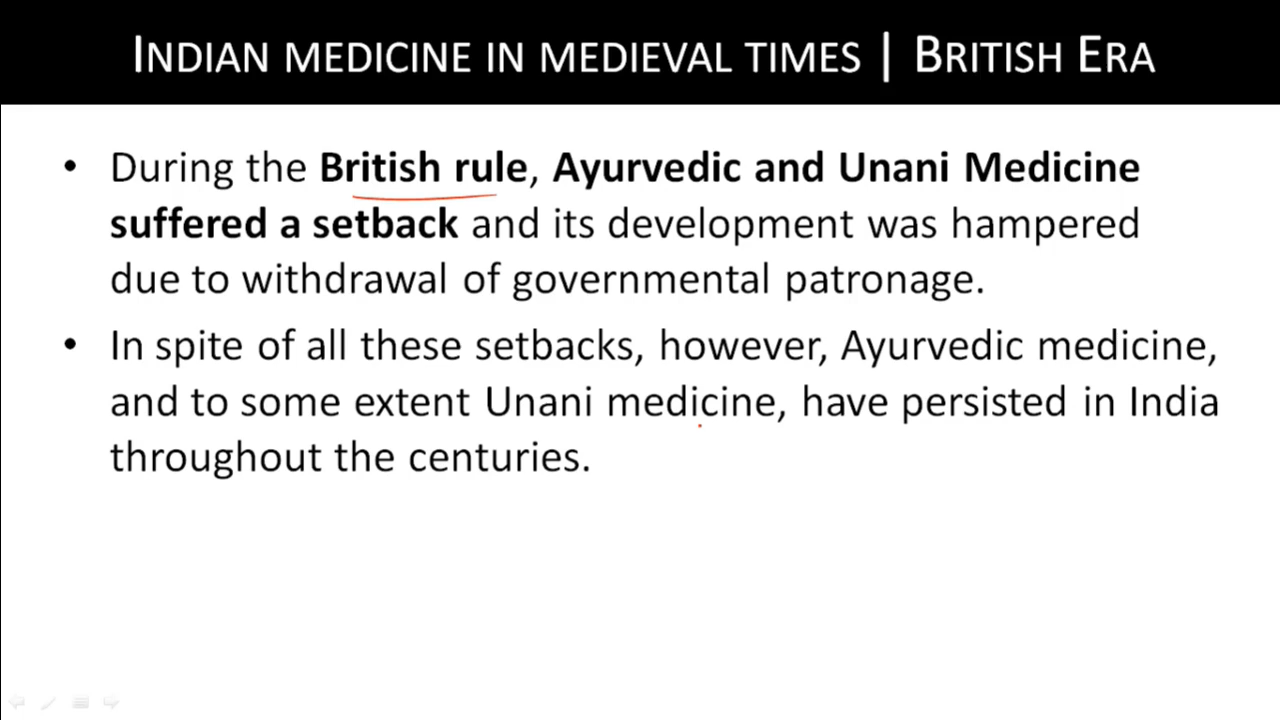 INDIAN MEDICINE IN MEDIEVAL TIMES | BRITISH ERA
• During the British rule, Ayurvedic and Unani Medicine
suffered a setback and its development was hampered
due to withdrawal of governmental patronage.
• In spite of all these setbacks, however, Ayurvedic medicine,
and to some extent Unani medicine, have persisted in India
throughout the centuries.